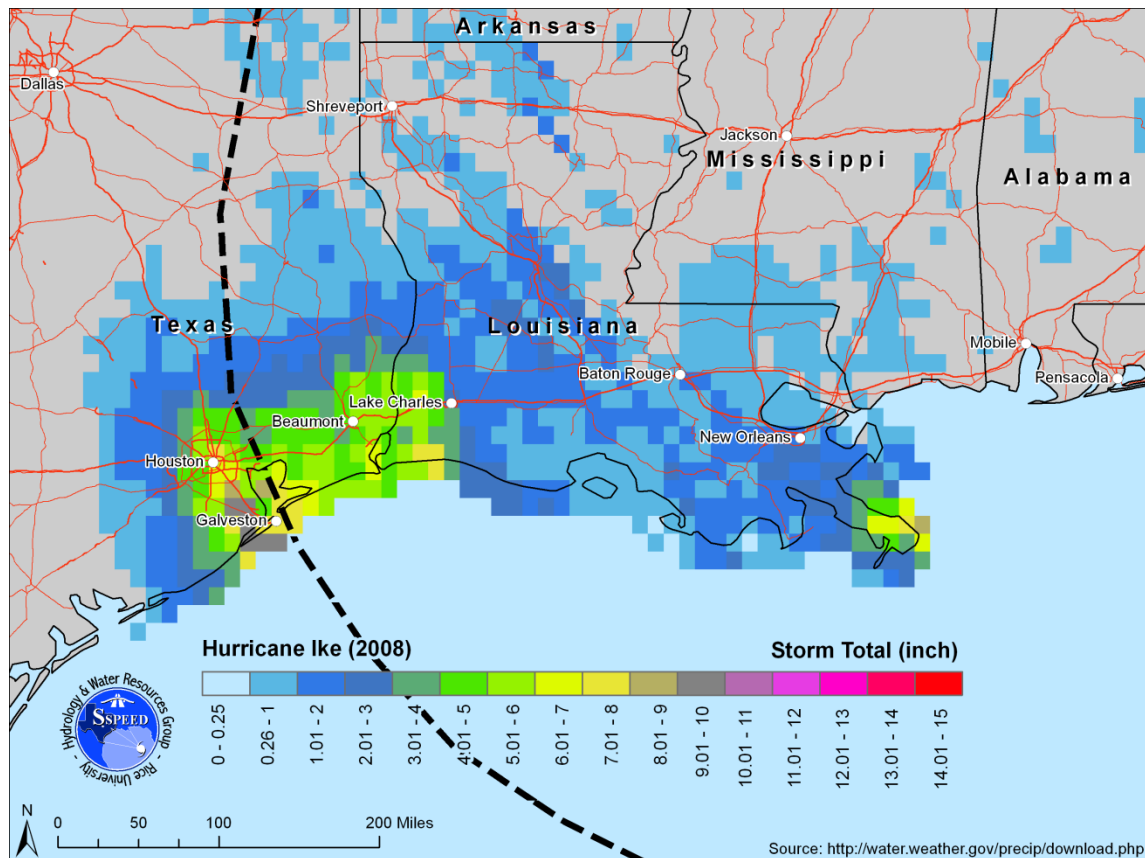 Arkansas
Dallas
Shreveport
Jackson
Mississippi
Alabama
Texas
Louisiana
Mobile
Baton Rouge
Pensacola
Lake Charles
Beaumont
New Orleans
Houston
Galveston
Hurricane Ike (2008)
Storm Total (inch)
0 - 0.25
0.26 - 1
1.01 - 2
2.01 - 3
3.01 - 4
4.01 - 5
5.01 - 6
6.01 - 7
7.01 - 8
8.01 - 9
9.01 - 10
10.01 - 11
11.01 - 12
12.01 - 13
13.01 - 14
14.01 - 15
Hydrology & Water Resources Group - Rice University -
SSPEED
N
0 50 100 200 Miles
Source: http://water.weather.gov/precip/download.php